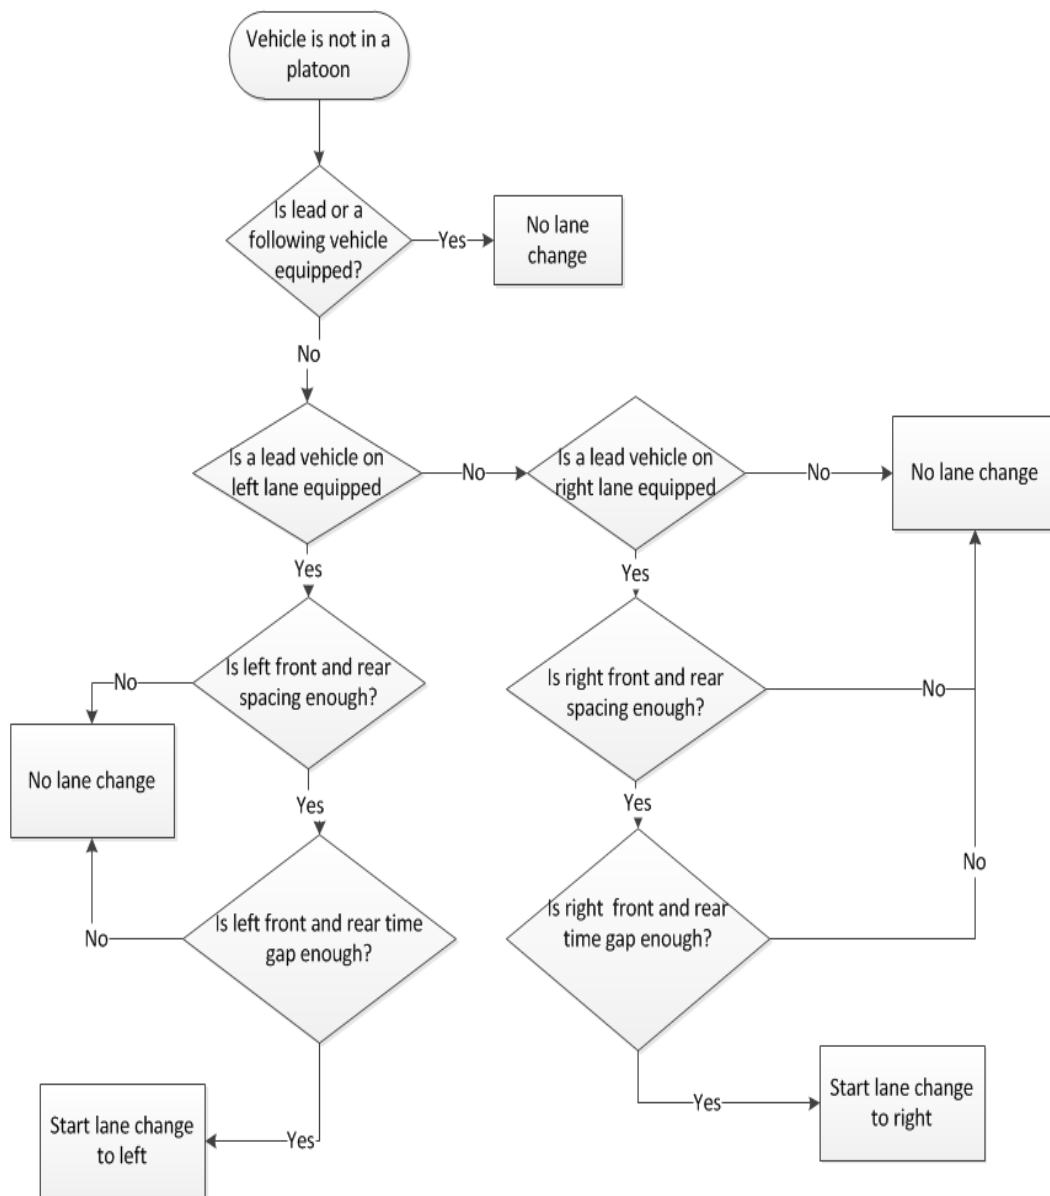 Vehicle is not in a
platoon
Is lead or a
following vehicle
equipped?
Yes
No lane
change
No
Is a lead vehicle on
left lane equipped
No
Is a lead vehicle on
right lane equipped
No
No lane change
Yes
Yes
Is left front and rear
spacing enough?
No
Is right front and rear
spacing enough?
No
No lane change
Yes
Yes
Is left front and rear time
gap enough?
No
Is right front and rear
time gap enough?
No
Start lane change
to left
Yes
Yes
Start lane change
to right